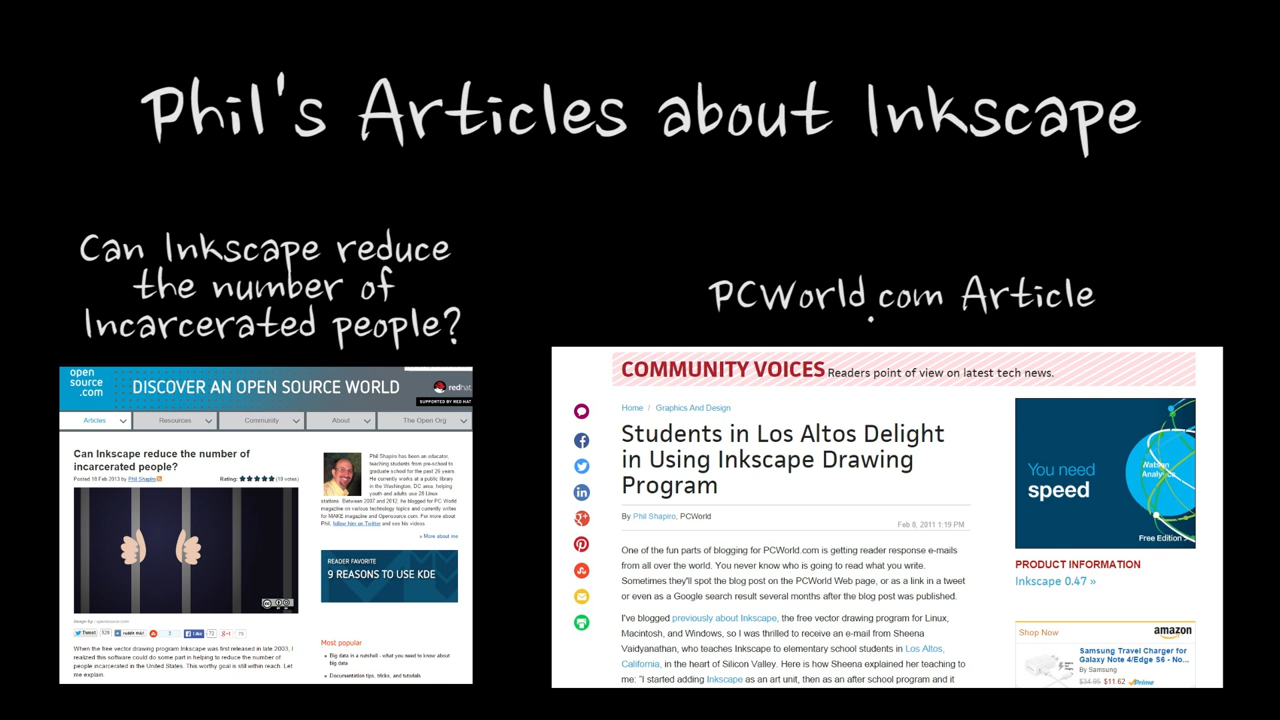 Phil's Articles about Inkscape
Can Inkscape reduce
the number of
Incarcerated people?
PCWorld.com Article
open
source
.com
DISCOVER AN OPEN SOURCE WORLD
redhat
SUPPORTED BY RED HAT
Articles
Resources
Community
About
The Open Org
Can Inkscape reduce the number of
incarcerated people?
Posted 18 Feb 2013 by Phil Shapiro
Rating: (10 votes)
Phil Shapiro has been an educator,
teaching students from pre-school to
graduate school for the past 26 years.
He currently works at a public library
in the Washington, DC area, helping
youth and adults use 28 Linux
stations. Between 2007 and 2012, he blogged for PC World
magazine on various technology topics and currently writes
for MAKE magazine and Opensource.com. For more about
Phil, follow him on Twitter and see his videos.
» More about me
READER FAVORITE
9 REASONS TO USE KDE
Image by : opensource.com
Tweet
reddit this!
3
Like
72
+1
When the free vector drawing program Inkscape was first released in late 2003, I
realized this software could do some part in helping to reduce the number of
people incarcerated in the United States. This worthy goal is still within reach. Let
me explain.
Most popular
Big data in a nutshell - what you need to know about
big data
Documentation tips, tricks, and tutorials
COMMUNITY VOICES Readers point of view on latest tech news.
Home / Graphics And Design
Students in Los Altos Delight
in Using Inkscape Drawing
Program
By Phil Shapiro, PCWorld
Feb 8, 2011 1:19 PM
One of the fun parts of blogging for PCWorld.com is getting reader response e-mails
from all over the world. You never know who is going to read what you write.
Sometimes they'll spot the blog post on the PCWorld Web page, or as a link in a tweet
or even as a Google search result several months after the blog post was published.
I've blogged previously about Inkscape, the free vector drawing program for Linux,
Macintosh, and Windows, so I was thrilled to receive an e-mail from Sheena
Vaidyanathan, who teaches Inkscape to elementary school students in Los Altos,
California, in the heart of Silicon Valley. Here is how Sheena explained her teaching to
me: "I started adding Inkscape as an art unit, then as an after school program and it
You need
speed
Watson
Analytics
Free Edition >
PRODUCT INFORMATION
Inkscape 0.47 »
Shop Now
amazon
Samsung Travel Charger for
Galaxy Note 4/Edge S6 - No...
By Samsung
$34.95 $11.62 Prime